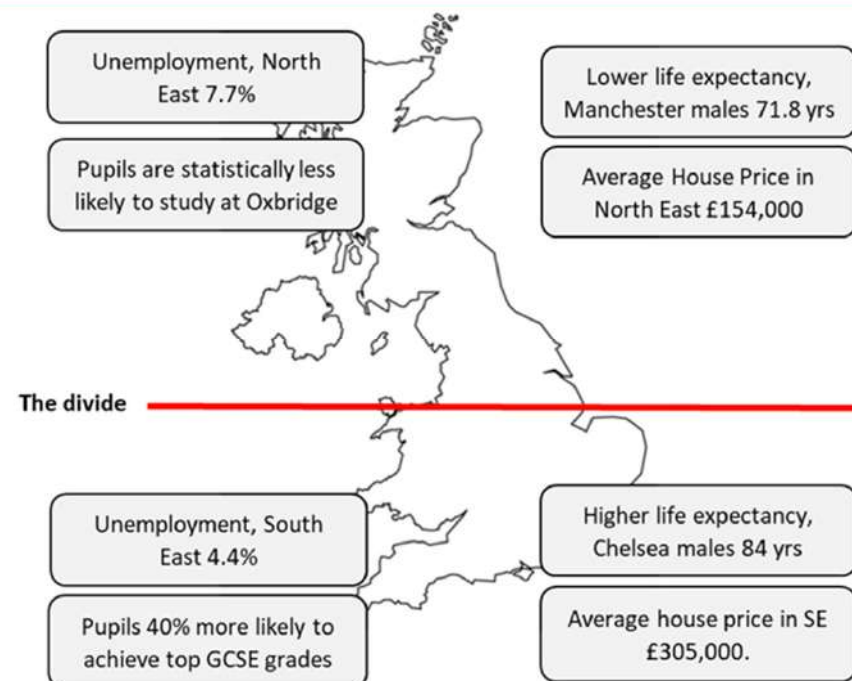 Unemployment, North
East 7.7%
Pupils are statistically less
likely to study at Oxbridge
Lower life expectancy,
Manchester males 71.8 yrs
Average House Price in
North East £154,000
The divide
Unemployment, South
East 4.4%
Pupils 40% more likely to
achieve top GCSE grades
Higher life expectancy,
Chelsea males 84 yrs
Average house price in SE
£305,000.